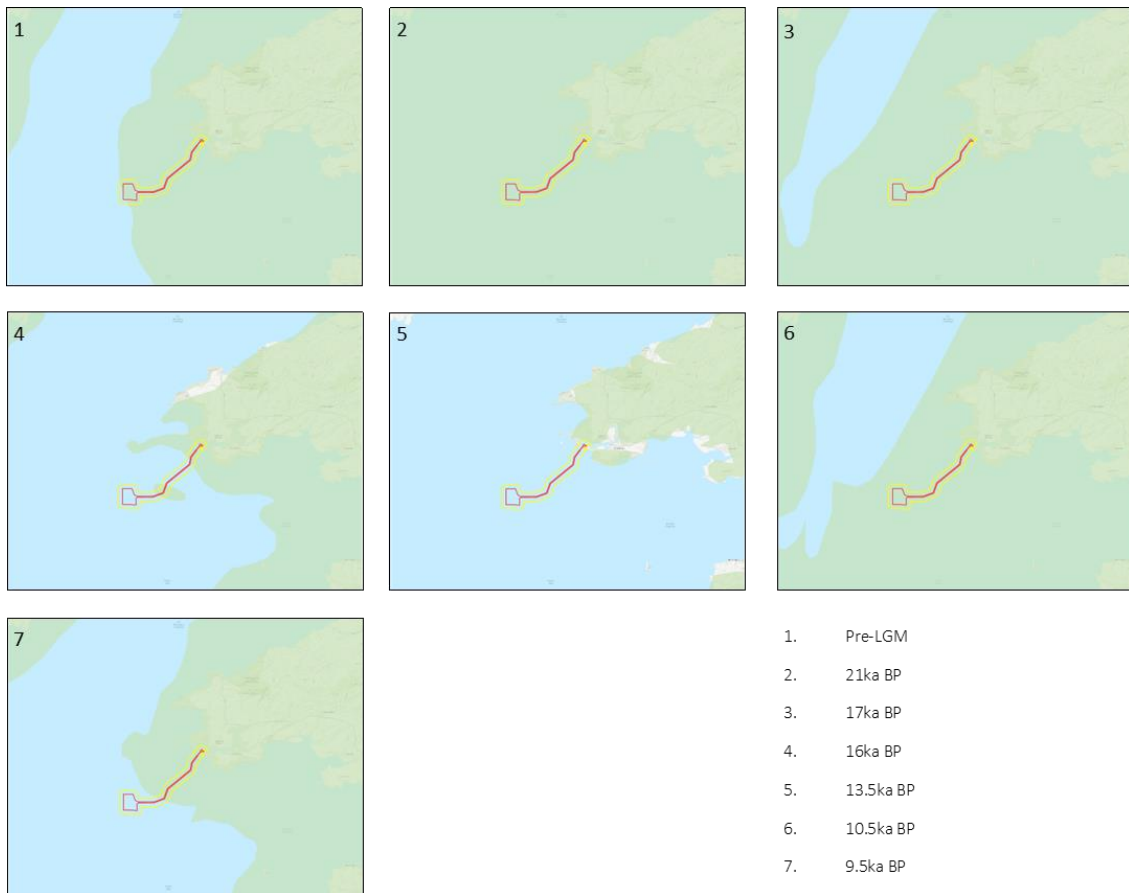 1
2
3
4
5
6
7
1. Pre-LGM
2. 21ka BP
3. 17ka BP
4. 16ka BP
5. 13.5ka BP
6. 10.5ka BP
7. 9.5ka BP